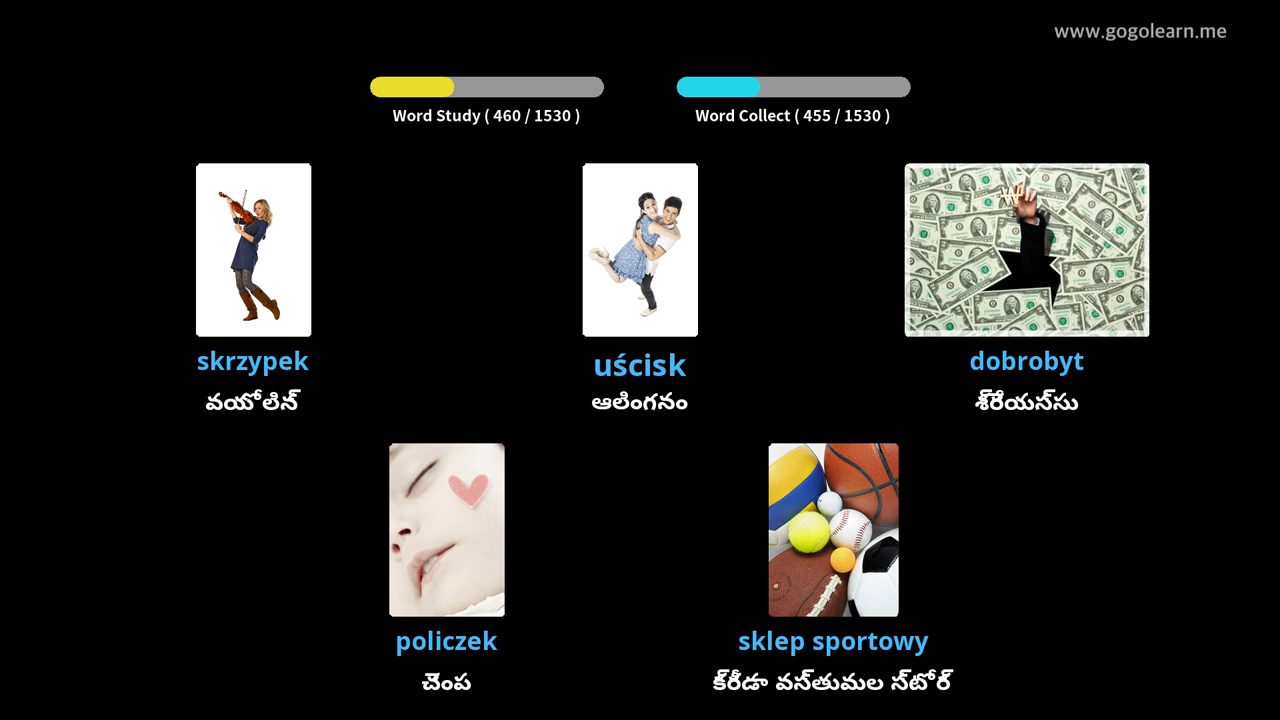 www.gogolearn.me
Word Study ( 460 / 1530 )
Word Collect ( 455 / 1530 )
skrzypek
వయోలిన్
uścisk
ఆలింగనం
dobrobyt
శ్రేయస్సు
policzek
చెంప
sklep sportowy
క్రీడా వస్తుమల స్టోర్